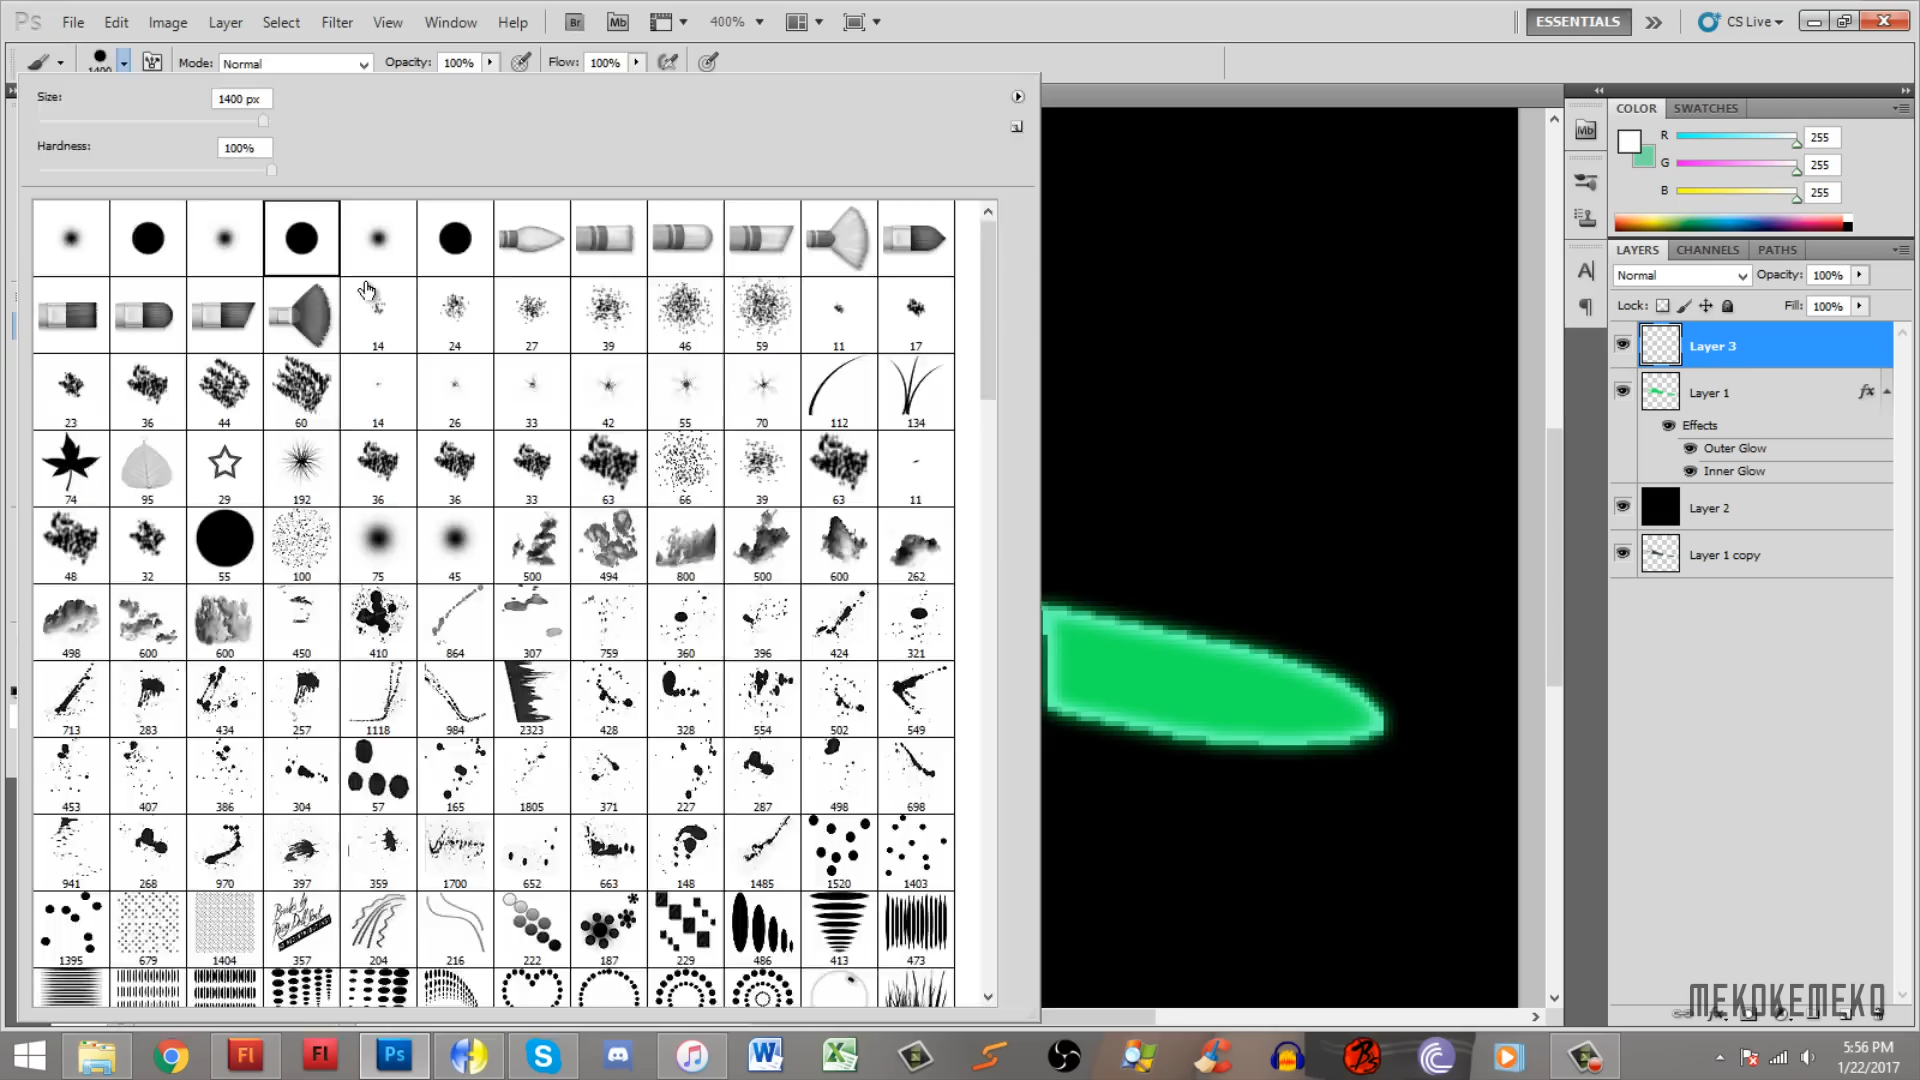 Ps File Edit Image Layer Select Filter View Window Help Br Mb 400% ESSENTIALS CS Live
1400 Mode: Normal Opacity: 100% Flow: 100%
Size: 1400 px
Hardness: 100%
14 24 27 39 46 59 11 17
23 36 44 60 14 26 33 42 55 70 112 134
74 95 29 192 36 36 33 63 66 39 63 11
48 32 55 100 75 45 500 494 800 500 600 262
498 600 600 450 410 864 307 759 360 396 424 321
713 283 434 257 1118 984 2323 428 328 554 502 549
453 407 386 304 57 165 1805 371 227 287 498 698
941 268 970 397 359 1700 652 663 148 1485 1520 1403
1395 679 1404 357 204 216 222 187 229 486 413 473
COLOR SWATCHES
Mb
R 255
G 255
B 255
LAYERS CHANNELS PATHS
Normal Opacity: 100%
Lock: Fill: 100%
Layer 3
Layer 1 fx
Effects
Outer Glow
Inner Glow
Layer 2
Layer 1 copy
MEKOKEMEKO
Fl Fl Ps
5:56 PM
1/22/2017